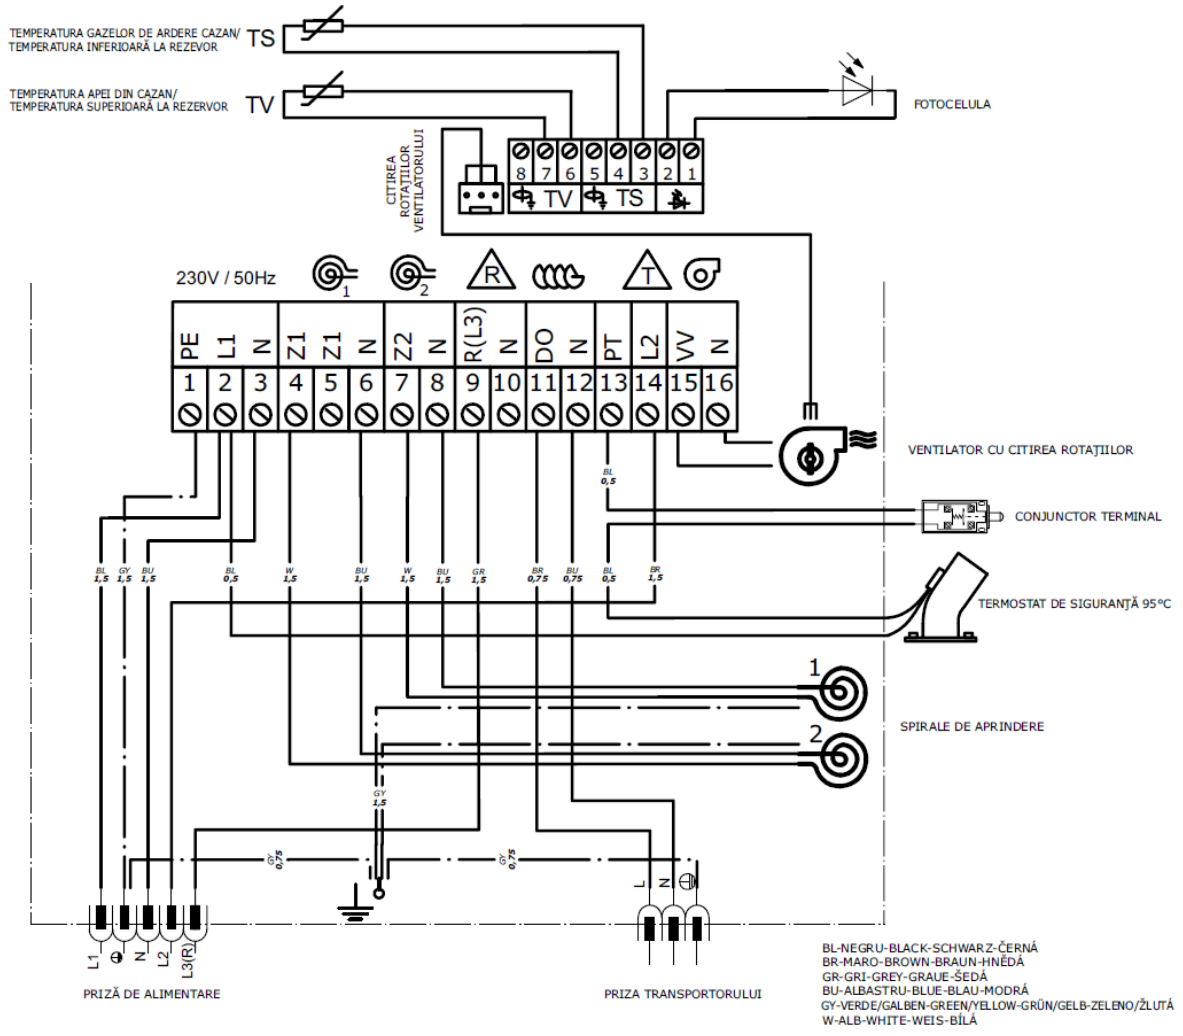 TEMPERATURA GAZELOR DE ARDERE CAZAN/
TEMPERATURA INFERIOARĂ LA REZEVOR
TS
TEMPERATURA APEI DIN CAZAN/
TEMPERATURA SUPERIOARĂ LA REZERVOR
TV
FOTOCELULA
CITIREA
ROTAŢIILOR
VENTILATORULUI
8 7 6 5 4 3 2 1
TV TS
230V / 50Hz
1 2 R T
PE L1 N Z1 Z1 N Z2 N R(L3) N DO N PT L2 VV N
1 2 3 4 5 6 7 8 9 10 11 12 13 14 15 16
VENTILATOR CU CITIREA ROTAŢIILOR
BL
0,5
CONJUNCTOR TERMINAL
BL
1,5
GY
1,5
BU
1,5
BL
0,5
W
1,5
BU
1,5
W
1,5
BU
1,5
GR
1,5
BR
0,75
BU
0,75
BL
0,5
BR
1,5
TERMOSTAT DE SIGURANŢĂ 95°C
1
SPIRALE DE APRINDERE
2
GY
1,5
GY
0,75
GY
0,75
L N
L1 N L2 L3(R)
PRIZĂ DE ALIMENTARE
PRIZA TRANSPORTORULUI
BL-NEGRU-BLACK-SCHWARZ-ČERNÁ
BR-MARO-BROWN-BRAUN-HNĚDÁ
GR-GRI-GREY-GRAUE-ŠEDÁ
BU-ALBASTRU-BLUE-BLAU-MODRÁ
GY-VERDE/GALBEN-GREEN/YELLOW-GRÜN/GELB-ZELENO/ŽLUTÁ
W-ALB-WHITE-WEIS-BÍLÁ